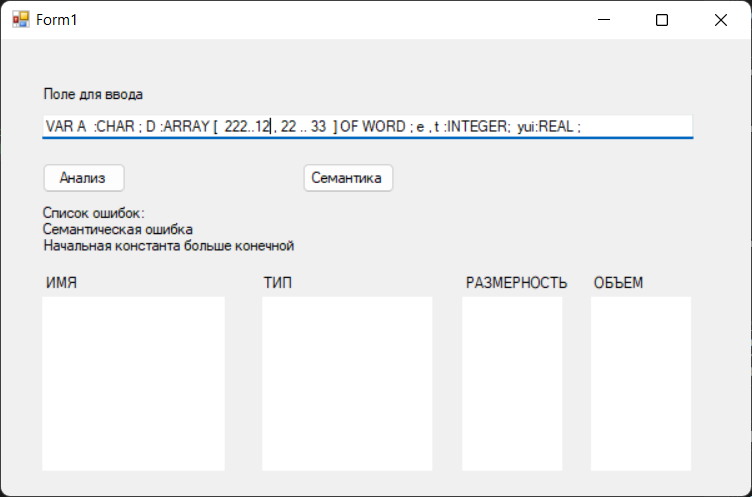 Form1
Поле для ввода
VAR A :CHAR ; D :ARRAY [ 222..12, 22 .. 33 ] OF WORD ; e , t :INTEGER; yui:REAL ;
Анализ Семантика
Список ошибок:
Семантическая ошибка
Начальная константа больше конечной
ИМЯ ТИП РАЗМЕРНОСТЬ ОБЪЕМ